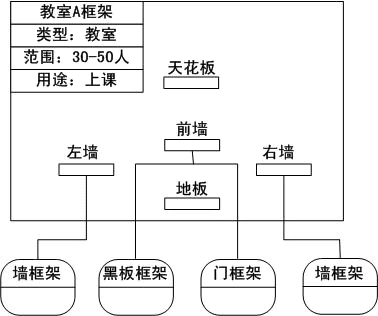 教室A框架
类型：教室
范围：30-50人
用途：上课
天花板
前墙
左墙
右墙
地板
墙框架
黑板框架
门框架
墙框架